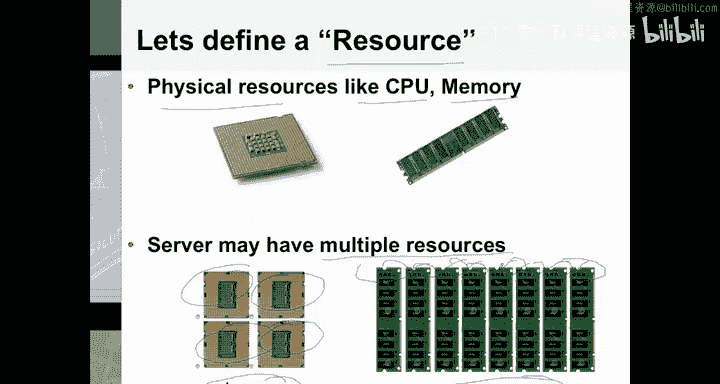 Lets define a “Resource”
Physical resources like CPU, Memory
Server may have multiple resources
bilibili